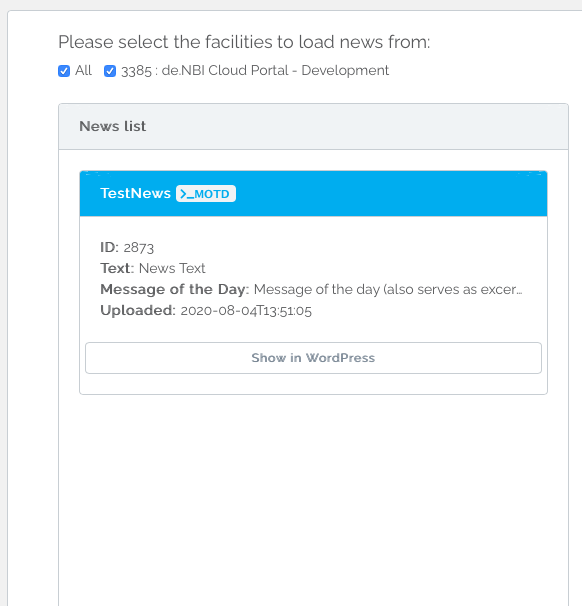 Please select the facilities to load news from:
All 3385 : de.NBI Cloud Portal - Development
News list
TestNews >_MOTD
ID: 2873
Text: News Text
Message of the Day: Message of the day (also serves as excer...
Uploaded: 2020-08-04T13:51:05
Show in WordPress